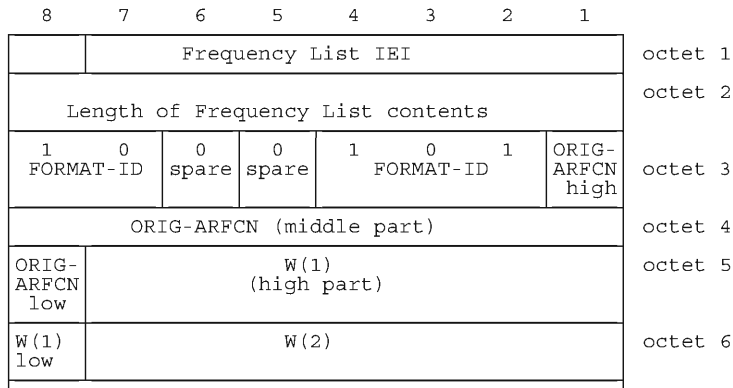 8 7 6 5 4 3 2 1
Frequency List IEI octet 1
octet 2
Length of Frequency List contents
1 0 0 0 1 0 1 ORIG-
FORMAT-ID spare spare FORMAT-ID ARFCN octet 3
high
ORIG-ARFCN (middle part) octet 4
ORIG- W(1) octet 5
ARFCN (high part)
low
W(1) W(2) octet 6
low